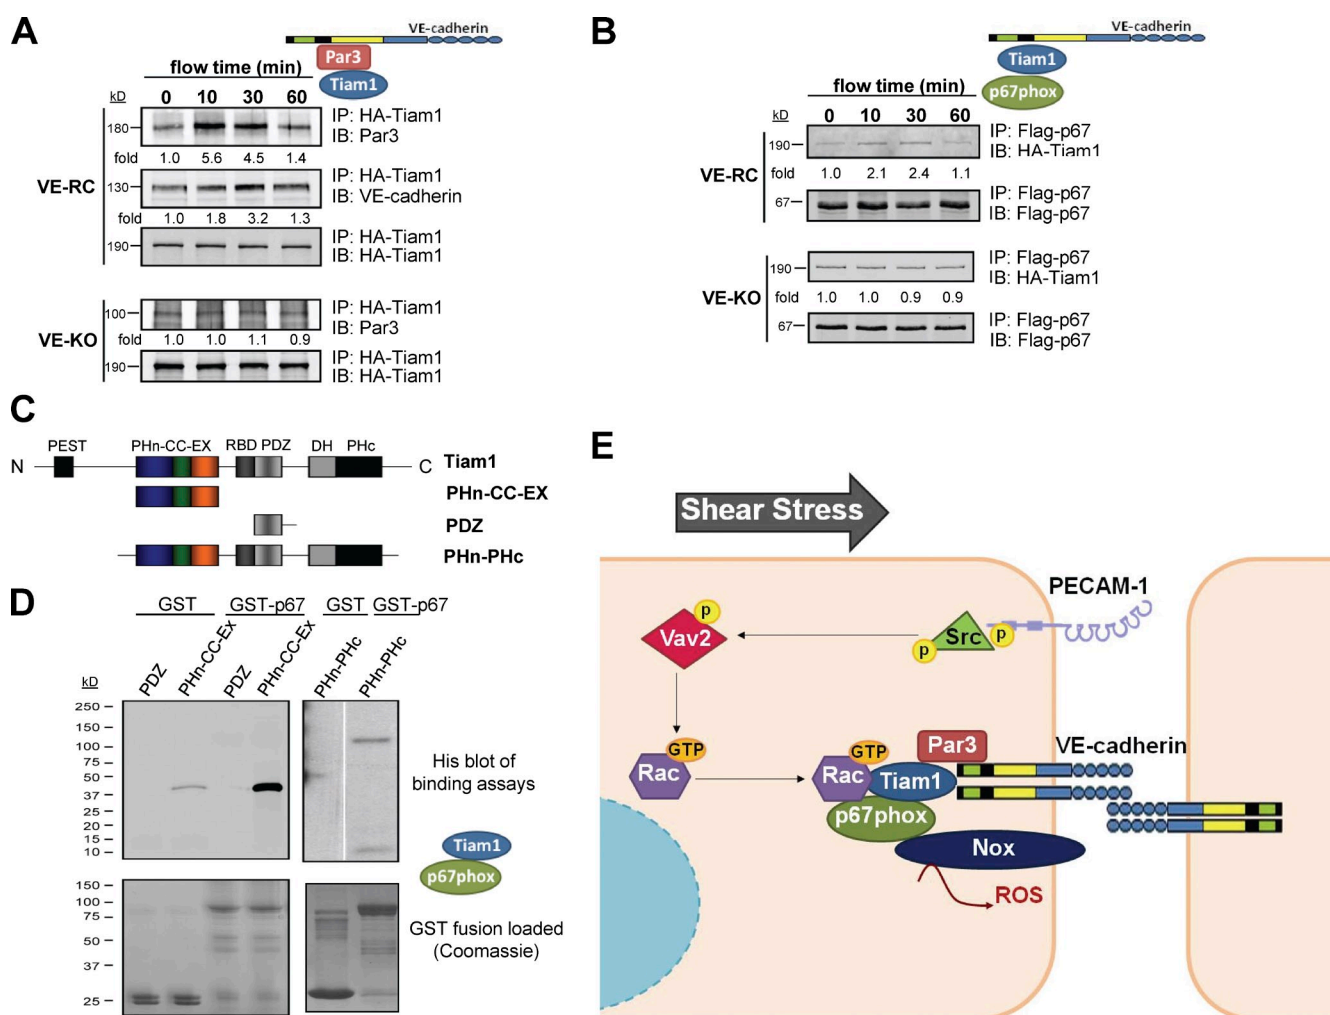 A
VE-cadherin
Par3
Tiam1
flow time (min)
kD
0 10 30 60
VE-RC
180
IP: HA-Tiam1
IB: Par3
fold 1.0 5.6 4.5 1.4
130
IP: HA-Tiam1
IB: VE-cadherin
fold 1.0 1.8 3.2 1.3
190
IP: HA-Tiam1
IB: HA-Tiam1
VE-KO
100
IP: HA-Tiam1
IB: Par3
fold 1.0 1.0 1.1 0.9
190
IP: HA-Tiam1
IB: HA-Tiam1
B
VE-cadherin
Tiam1
p67phox
flow time (min)
kD
0 10 30 60
VE-RC
190
IP: Flag-p67
IB: HA-Tiam1
fold 1.0 2.1 2.4 1.1
67
IP: Flag-p67
IB: Flag-p67
VE-KO
190
IP: Flag-p67
IB: HA-Tiam1
fold 1.0 1.0 0.9 0.9
67
IP: Flag-p67
IB: Flag-p67
C
PEST PHn-CC-EX RBD PDZ DH PHc
N C Tiam1
PHn-CC-EX
PDZ
PHn-PHc
D
GST GST-p67 GST GST-p67
PDZ PHn-CC-Ex PDZ PHn-CC-Ex PHn-PHc PHn-PHc
kD
250
150
100
75
50
37
25
20
15
10
His blot of
binding assays
Tiam1
p67phox
150
100
75
50
37
25
GST fusion loaded
(Coomassie)
E
Shear Stress
PECAM-1
p
Vav2
Src
p
p
GTP
Rac
GTP
Rac
Tiam1
Par3
VE-cadherin
p67phox
Nox
ROS